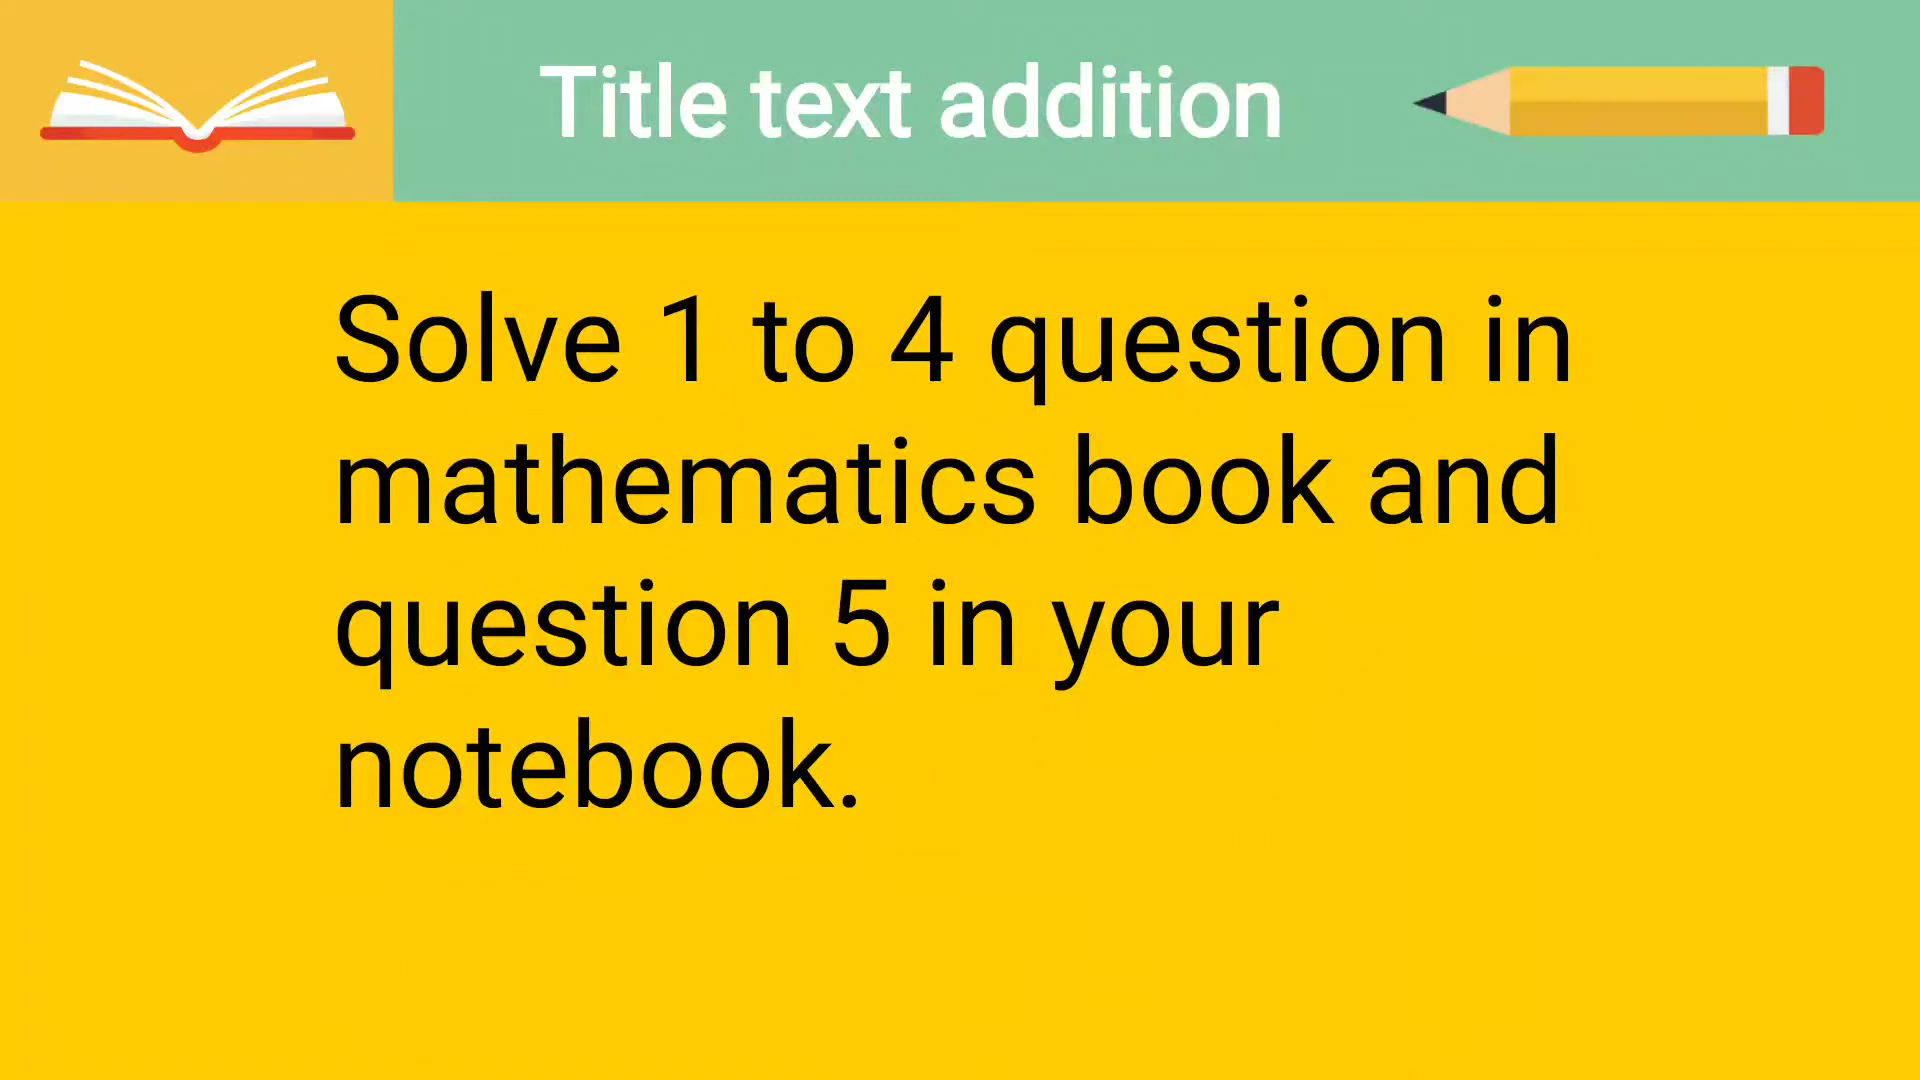 Title text addition
Solve 1 to 4 question in
mathematics book and
question 5 in your
notebook.